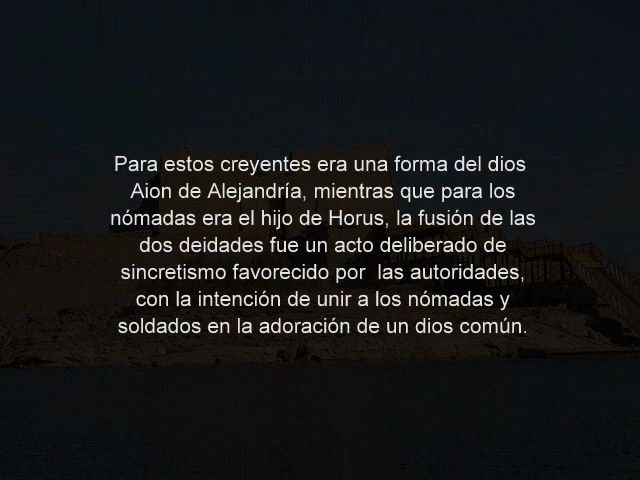 Para estos creyentes era una forma del dios
Aion de Alejandría, mientras que para los
nómadas era el hijo de Horus, la fusión de las
dos deidades fue un acto deliberado de
sincretismo favorecido por  las autoridades,
con la intención de unir a los nómadas y
soldados en la adoración de un dios común.